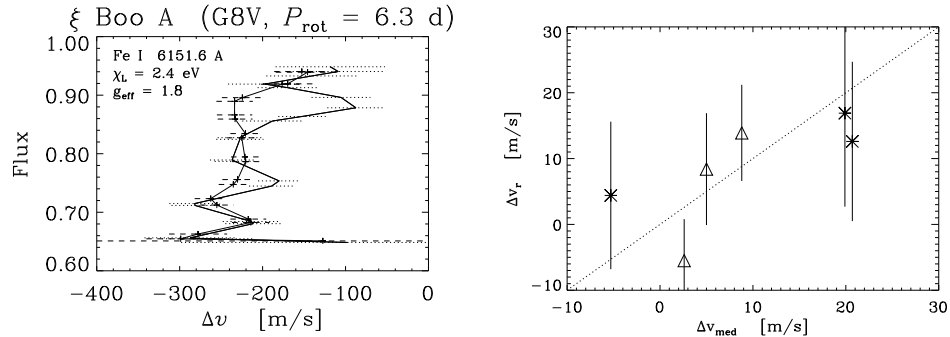 ξ Boo A (G8V, P_rot = 6.3 d)
1.00
0.90
0.80
0.70
0.60
Flux
Fe I 6151.6 A
χ_L = 2.4 eV
g_eff = 1.8
-400 -300 -200 -100 0
Δv [m/s]
30
20
10
0
-10
Δv_r [m/s]
-10 0 10 20 30
Δv_med [m/s]